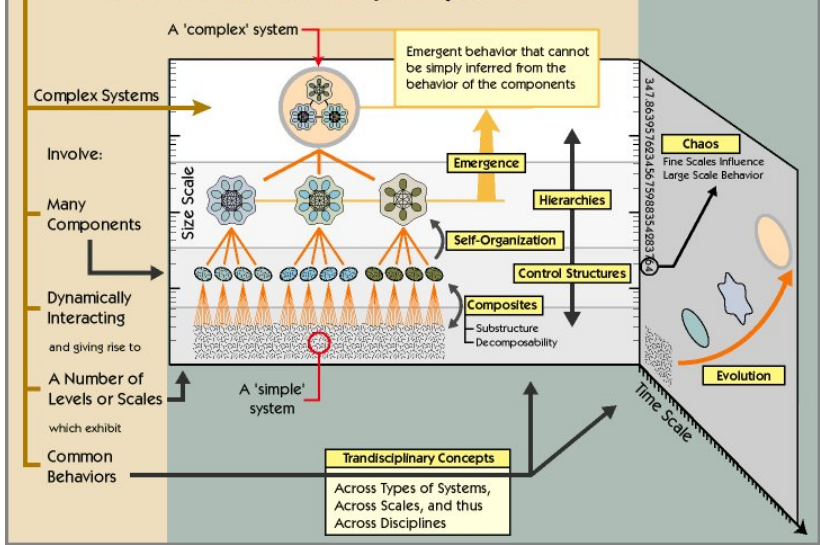 A 'complex' system
Emergent behavior that cannot
be simply inferred from the
behavior of the components
Complex Systems
Involve:
Many
Components
Dynamically
Interacting
and giving rise to
A Number of
Levels or Scales
which exhibit
Common
Behaviors
Size Scale
Emergence
Hierarchies
Self-Organization
Control Structures
Composites
Substructure
Decomposability
A 'simple'
system
Chaos
Fine Scales Influence
Large Scale Behavior
Evolution
Time Scale
Trandisciplinary Concepts
Across Types of Systems,
Across Scales, and thus
Across Disciplines